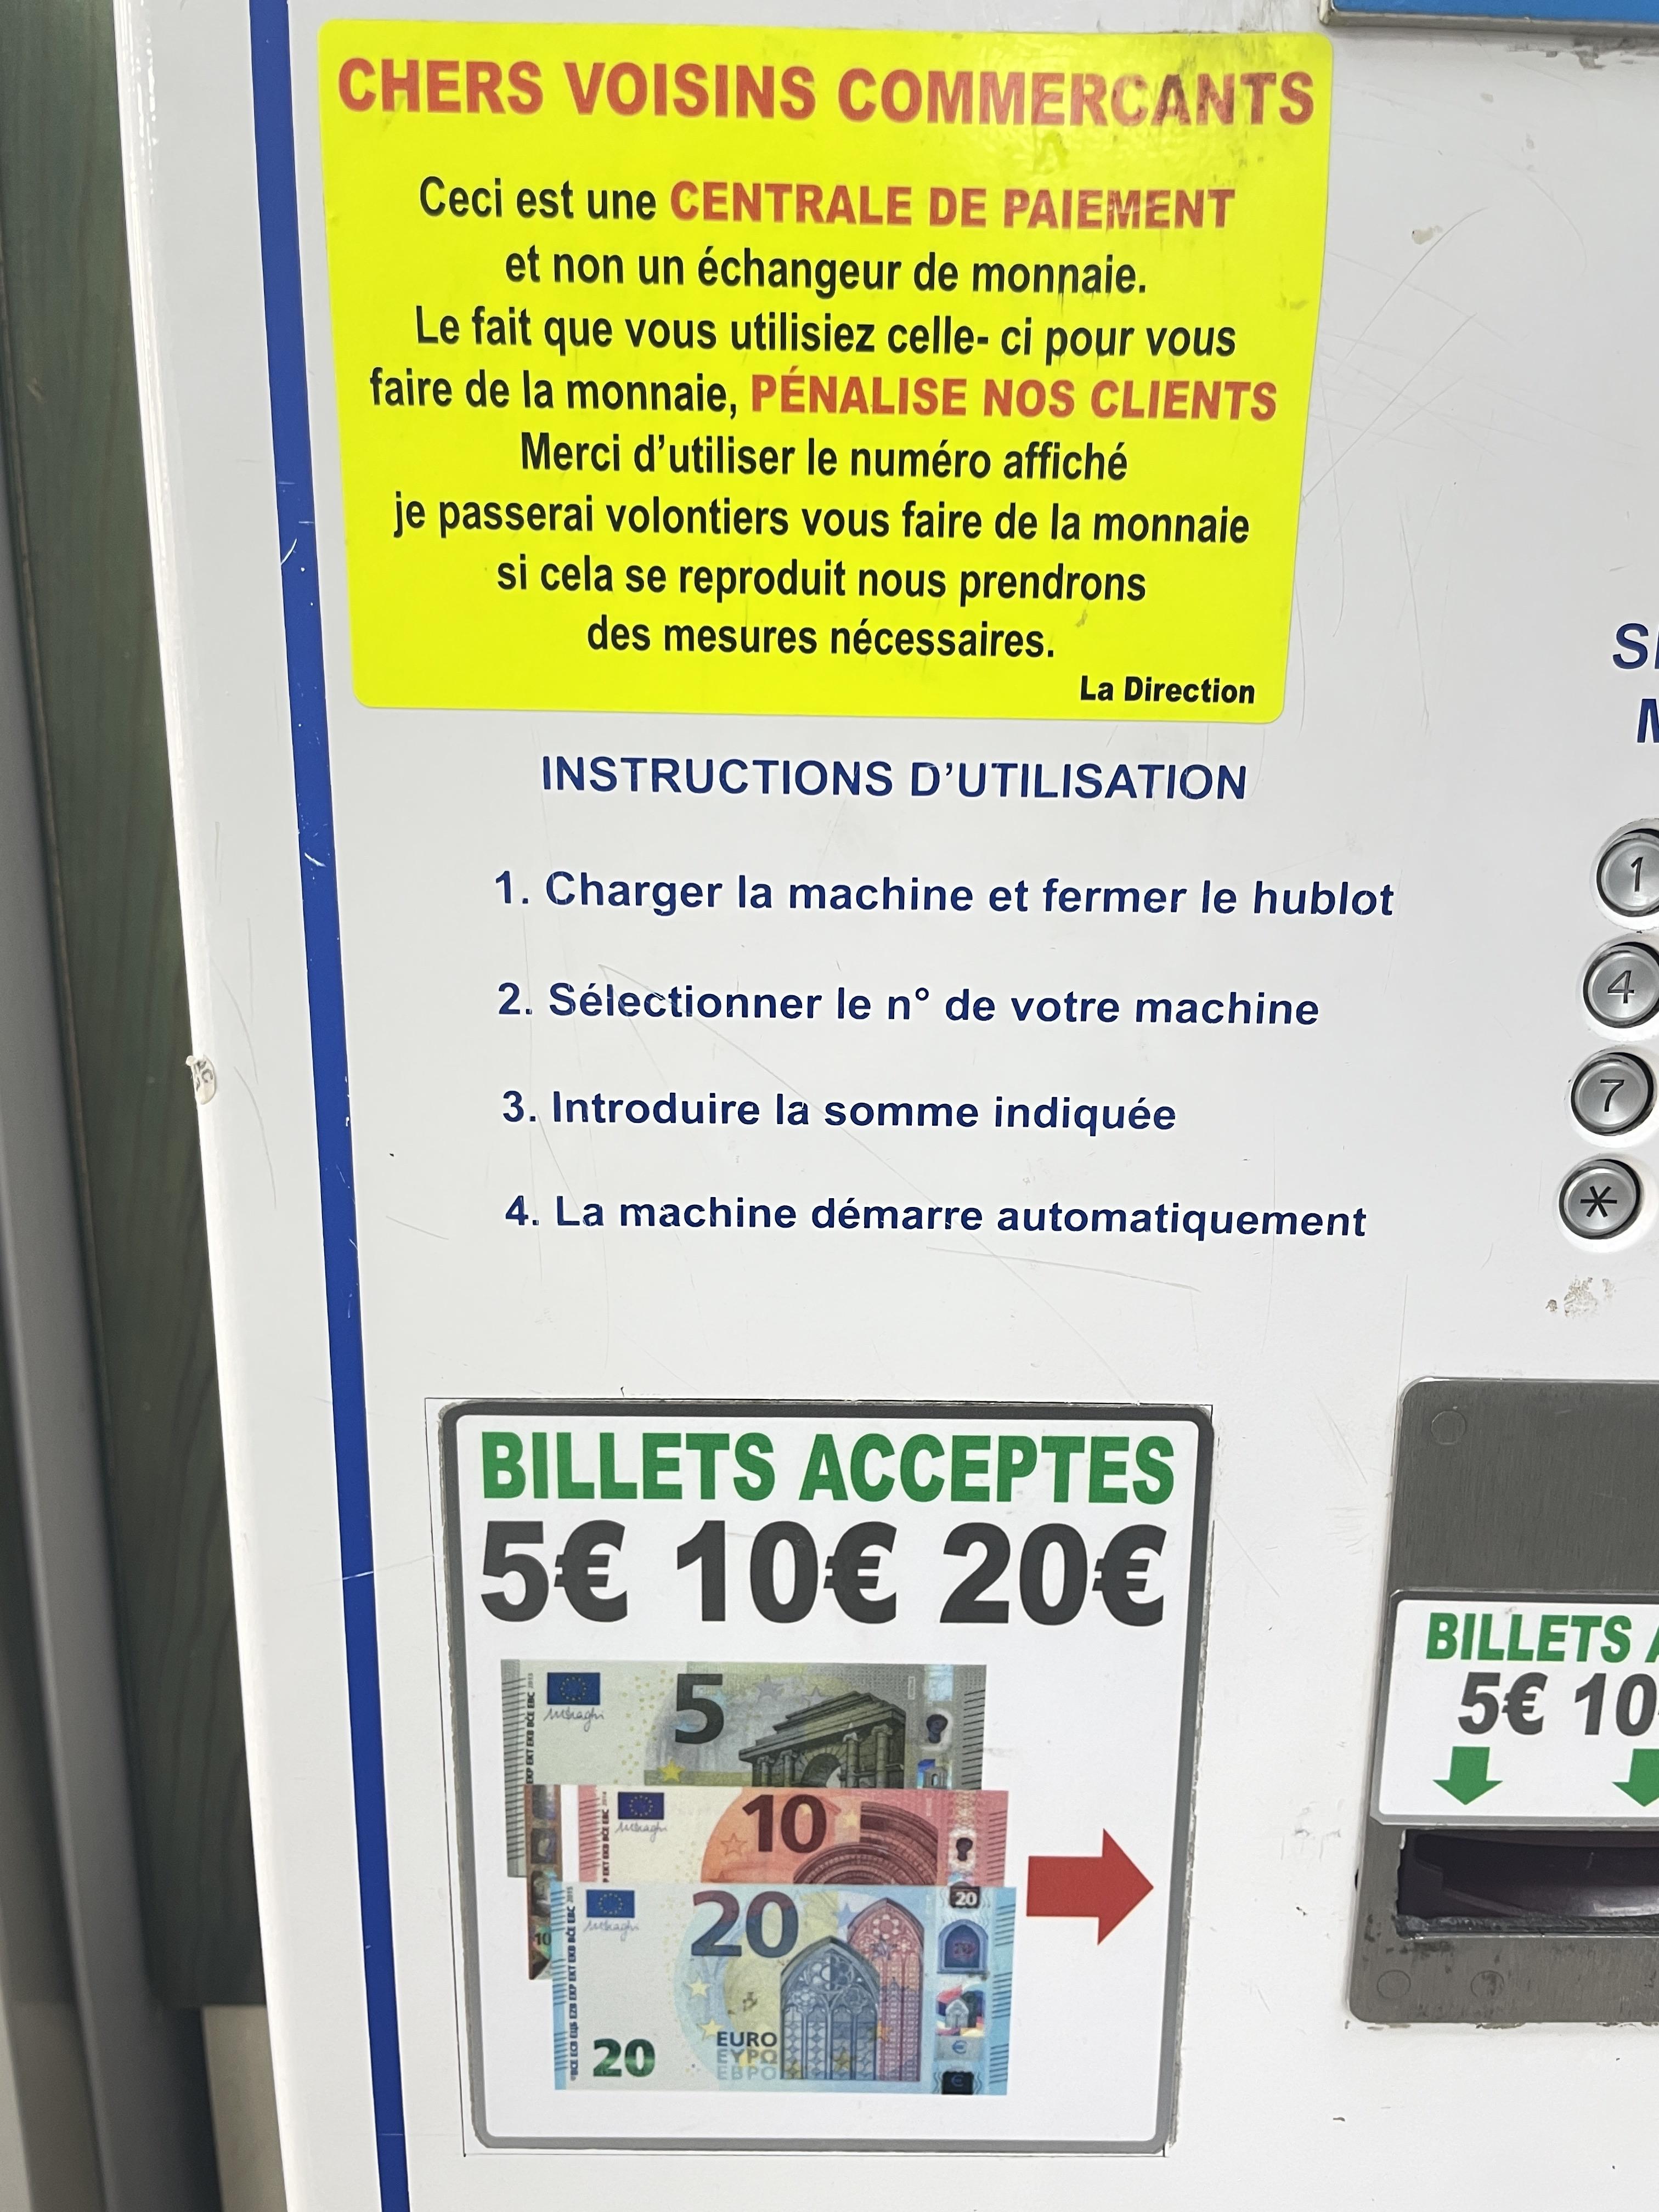 CHERS VOISINS COMMERCANTS
Ceci est une CENTRALE DE PAIEMENT
et non un échangeur de monnaie.
Le fait que vous utilisiez celle- ci pour vous
faire de la monnaie, PÉNALISE NOS CLIENTS
Merci d'utiliser le numéro affiché
je passerai volontiers vous faire de la monnaie
si cela se reproduit nous prendrons
des mesures nécessaires.
La Direction
INSTRUCTIONS D'UTILISATION
1. Charger la machine et fermer le hublot
2. Sélectionner le n° de votre machine
3. Introduire la somme indiquée
4. La machine démarre automatiquement
1
4
7
*
BILLETS ACCEPTES
5€ 10€ 20€
5
10
20
20
10
20
EURO
ΕΥΡΩ
ЕВРО
BILLETS
5€ 10